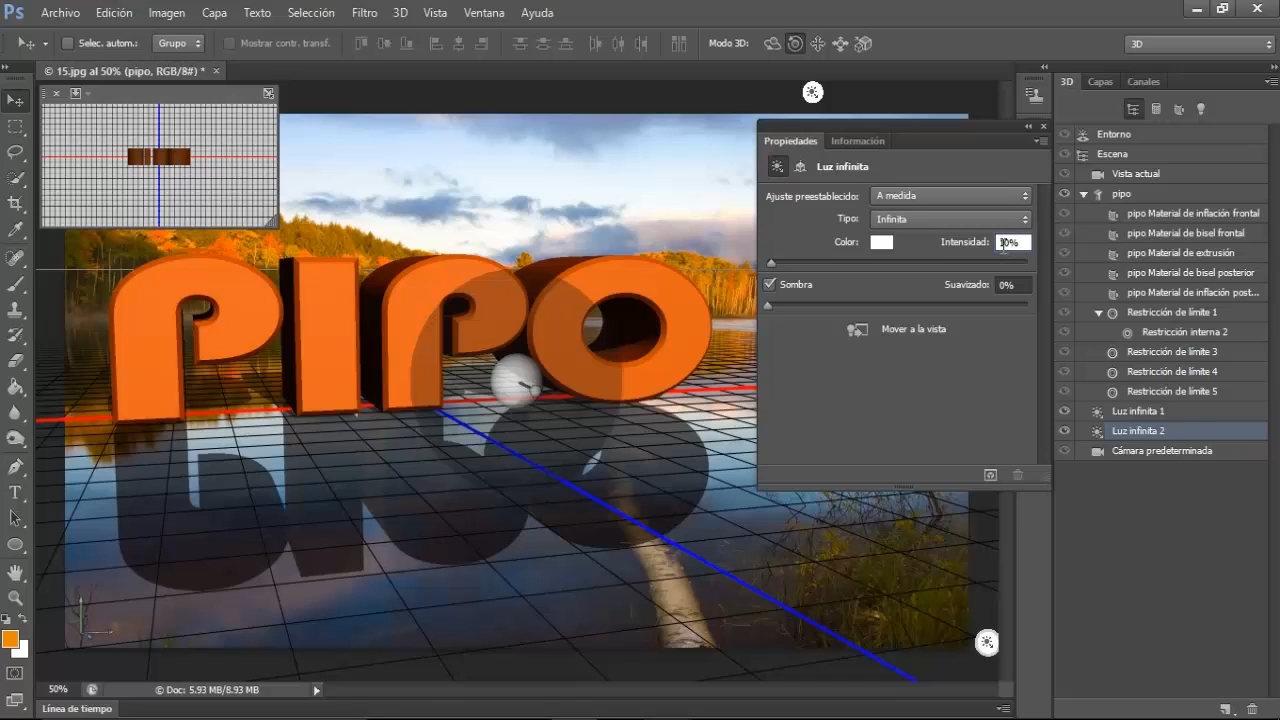 Ps Archivo Edición Imagen Capa Texto Selección Filtro 3D Vista Ventana Ayuda
Selec. autom.: Grupo Mostrar contr. transf. Modo 3D: 3D
© 15.jpg al 50% (pipo, RGB/8#) * ×
3D Capas Canales
Propiedades Información
Luz infinita
Ajuste preestablecido: A medida
Tipo: Infinita
Color: Intensidad:
Sombra Suavizado: 0%
Mover a la vista
Entorno
Escena
Vista actual
pipo
pipo Material de inflación frontal
pipo Material de bisel frontal
pipo Material de extrusión
pipo Material de bisel posterior
pipo Material de inflación post...
Restricción de límite 1
Restricción interna 2
Restricción de límite 3
Restricción de límite 4
Restricción de límite 5
Luz infinita 1
Luz infinita 2
Cámara predeterminada
pipo
50% © Doc: 5.93 MB/8.93 MB
Línea de tiempo